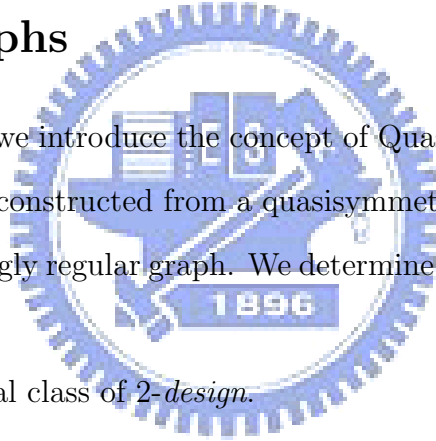 phs
we introduce the concept of Qua
constructed from a quasisymmet
gly regular graph. We determine
1896
al class of 2-design.